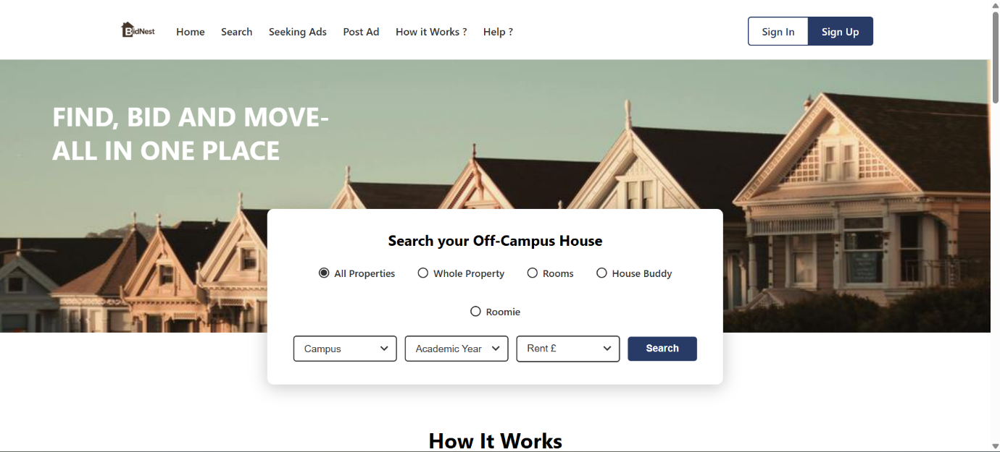 BidNest Home Search Seeking Ads Post Ad How it Works ? Help ? Sign In Sign Up
FIND, BID AND MOVE-
ALL IN ONE PLACE
Search your Off-Campus House
All Properties Whole Property Rooms House Buddy
Roomie
Campus Academic Year Rent £ Search
How It Works